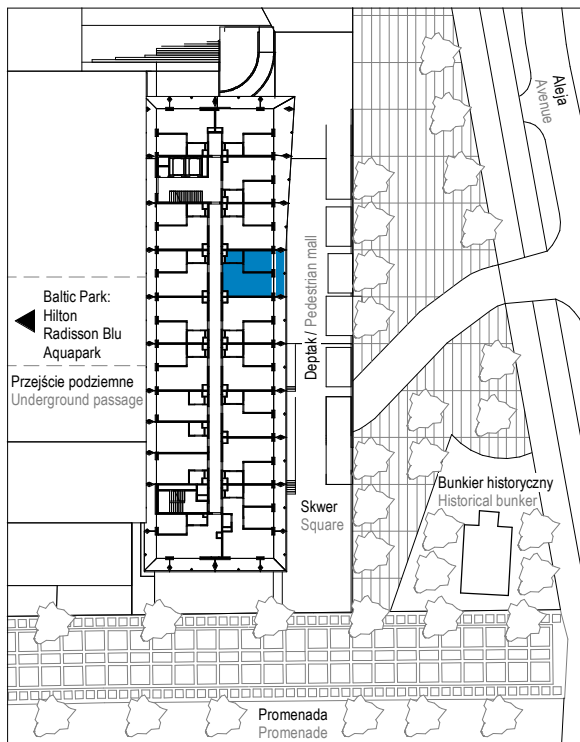 Aleja
Avenue
Deptak / Pedestrian mall
Baltic Park:
Hilton
Radisson Blu
Aquapark
Przejście podziemne
Underground passage
Bunkier historyczny
Historical bunker
Skwer
Square
Promenada
Promenade